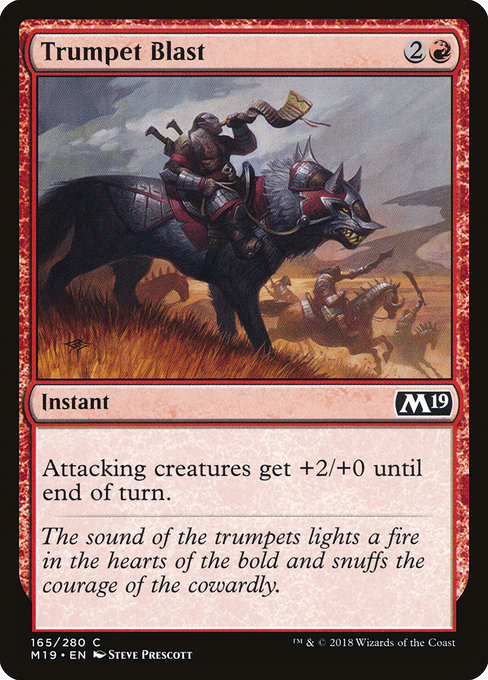 Trumpet Blast 2
Instant M19
Attacking creatures get +2/+0 until
end of turn.
The sound of the trumpets lights a fire
in the hearts of the bold and snuffs the
courage of the cowardly.
165/280 C
M19 • EN Steve Prescott
™ & © 2018 Wizards of the Coast